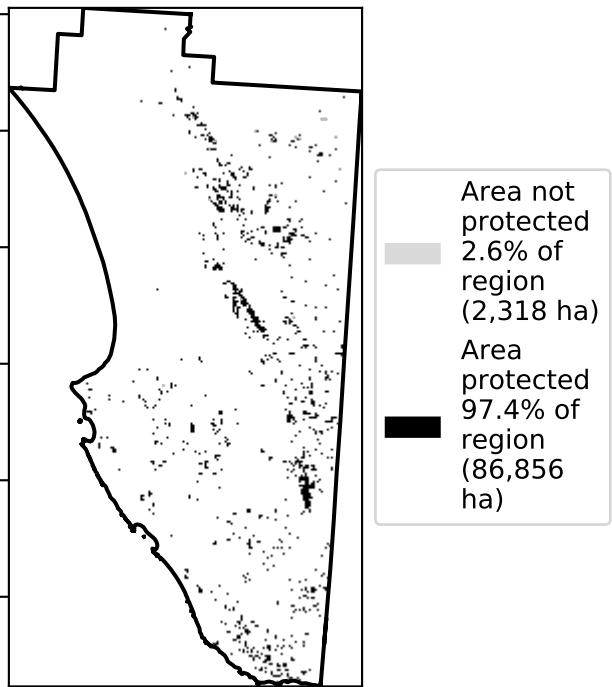 Area not
protected
2.6% of
region
(2,318 ha)
Area
protected
97.4% of
region
(86,856
ha)